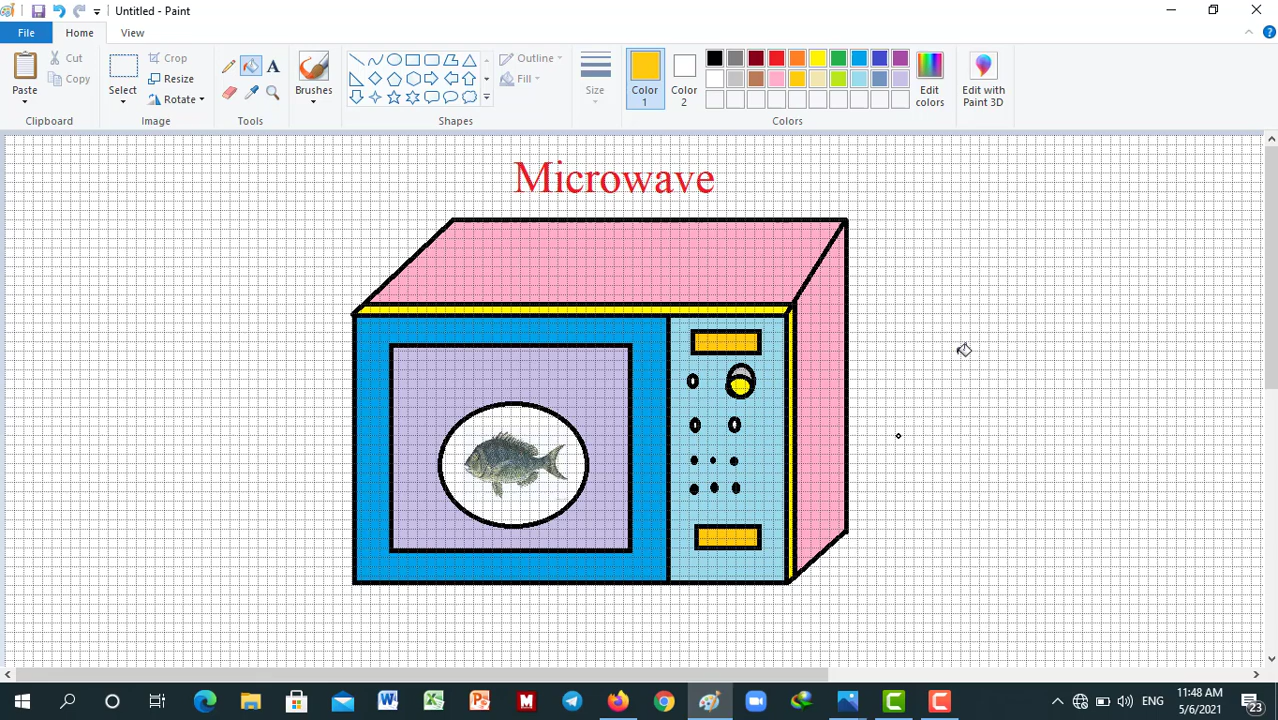 Untitled - Paint
File
Home
View
Paste
Cut
Copy
Clipboard
Select
Crop
Resize
Rotate
Image
A
Tools
Brushes
Outline
Fill
Shapes
Size
Color 1
Color 2
Edit colors
Colors
Edit with Paint 3D
Microwave
ENG
11:48 AM
5/6/2021
23